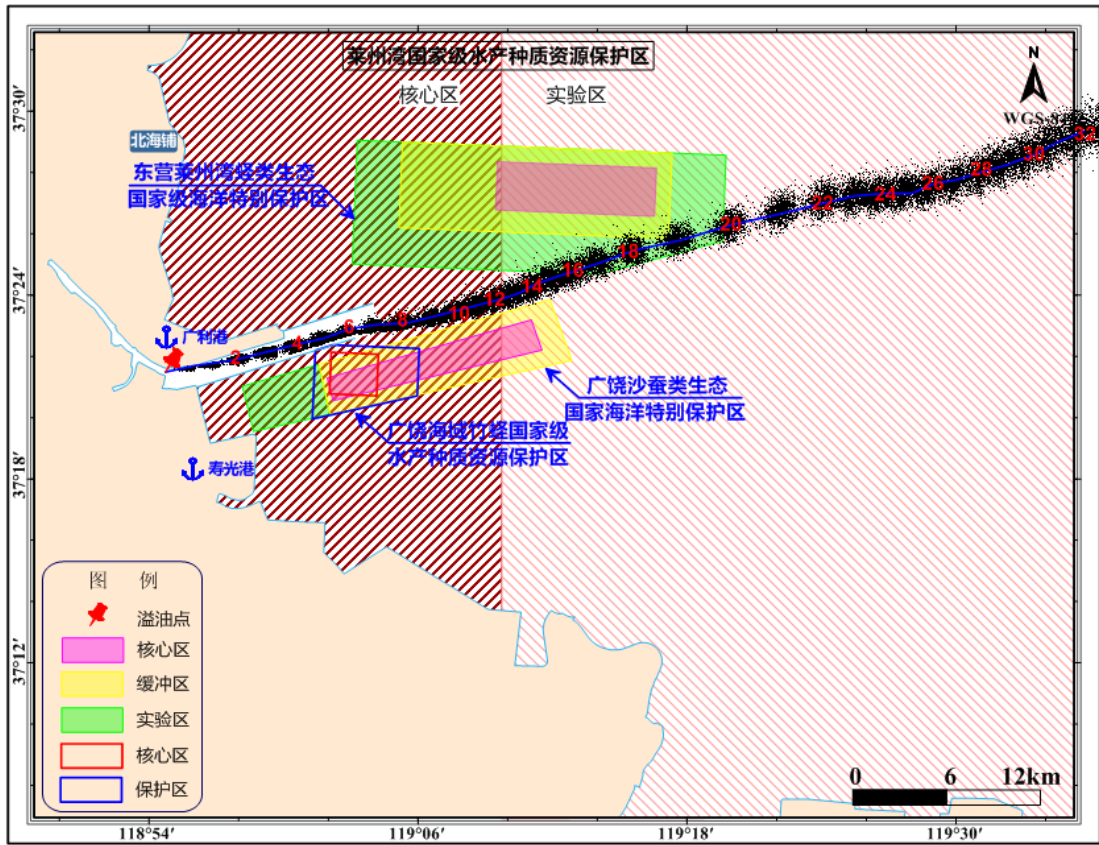 莱州湾国家级水产种质资源保护区
核心区
实验区
N
WGS-84
北海铺
东营莱州湾蛏类生态
国家级海洋特别保护区
广利港
2
4
6
8
10
12
14
16
18
20
22
24
26
28
30
32
广饶沙蚕类生态
国家海洋特别保护区
广饶海域竹蛏国家级
水产种质资源保护区
寿光港
图 例
溢油点
核心区
缓冲区
实验区
核心区
保护区
0 6 12km
37°30′
37°24′
37°18′
37°12′
118°54′
119°06′
119°18′
119°30′